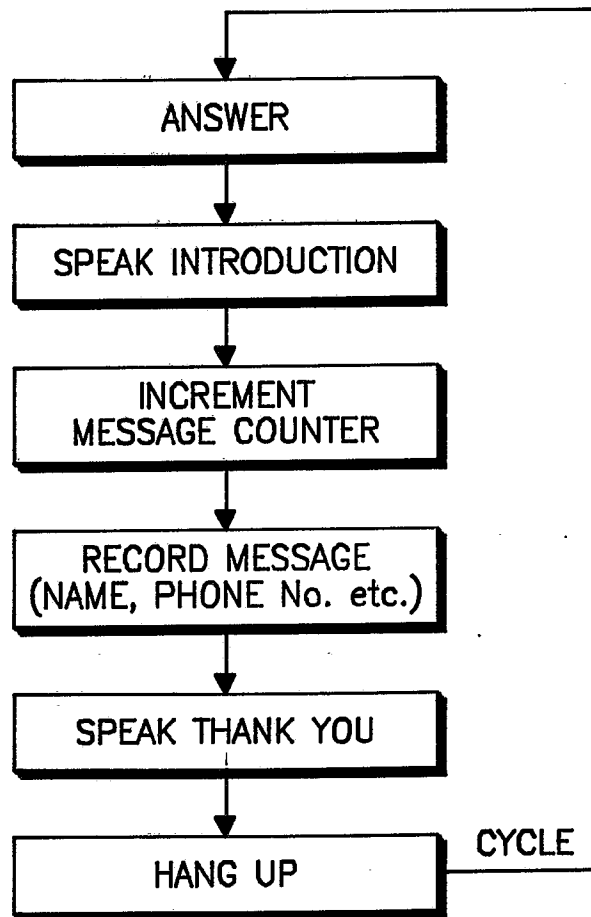 ANSWER
SPEAK INTRODUCTION
INCREMENT
MESSAGE COUNTER
RECORD MESSAGE
(NAME, PHONE No. etc.)
SPEAK THANK YOU
HANG UP
CYCLE